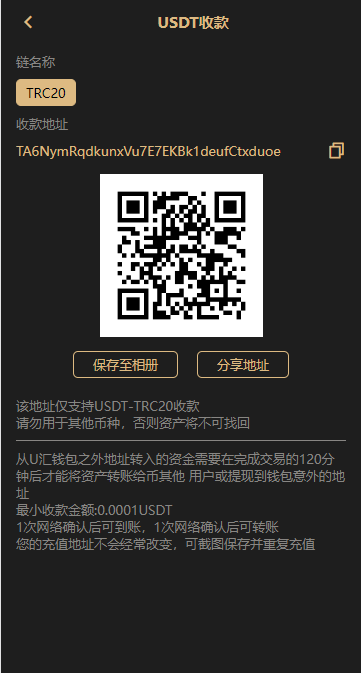 USDT收款
链名称
TRC20
收款地址
TA6NymRqdkunxVu7E7EKBk1deufCtxduoe
保存至相册
分享地址
该地址仅支持USDT-TRC20收款
请勿用于其他币种，否则资产将不可找回
从U汇钱包之外地址转入的资金需要在完成交易的120分
钟后才能将资产转账给币其他 用户或提现到钱包意外的地
址
最小收款金额:0.0001USDT
1次网络确认后可到账，1次网络确认后可转账
您的充值地址不会经常改变，可截图保存并重复充值